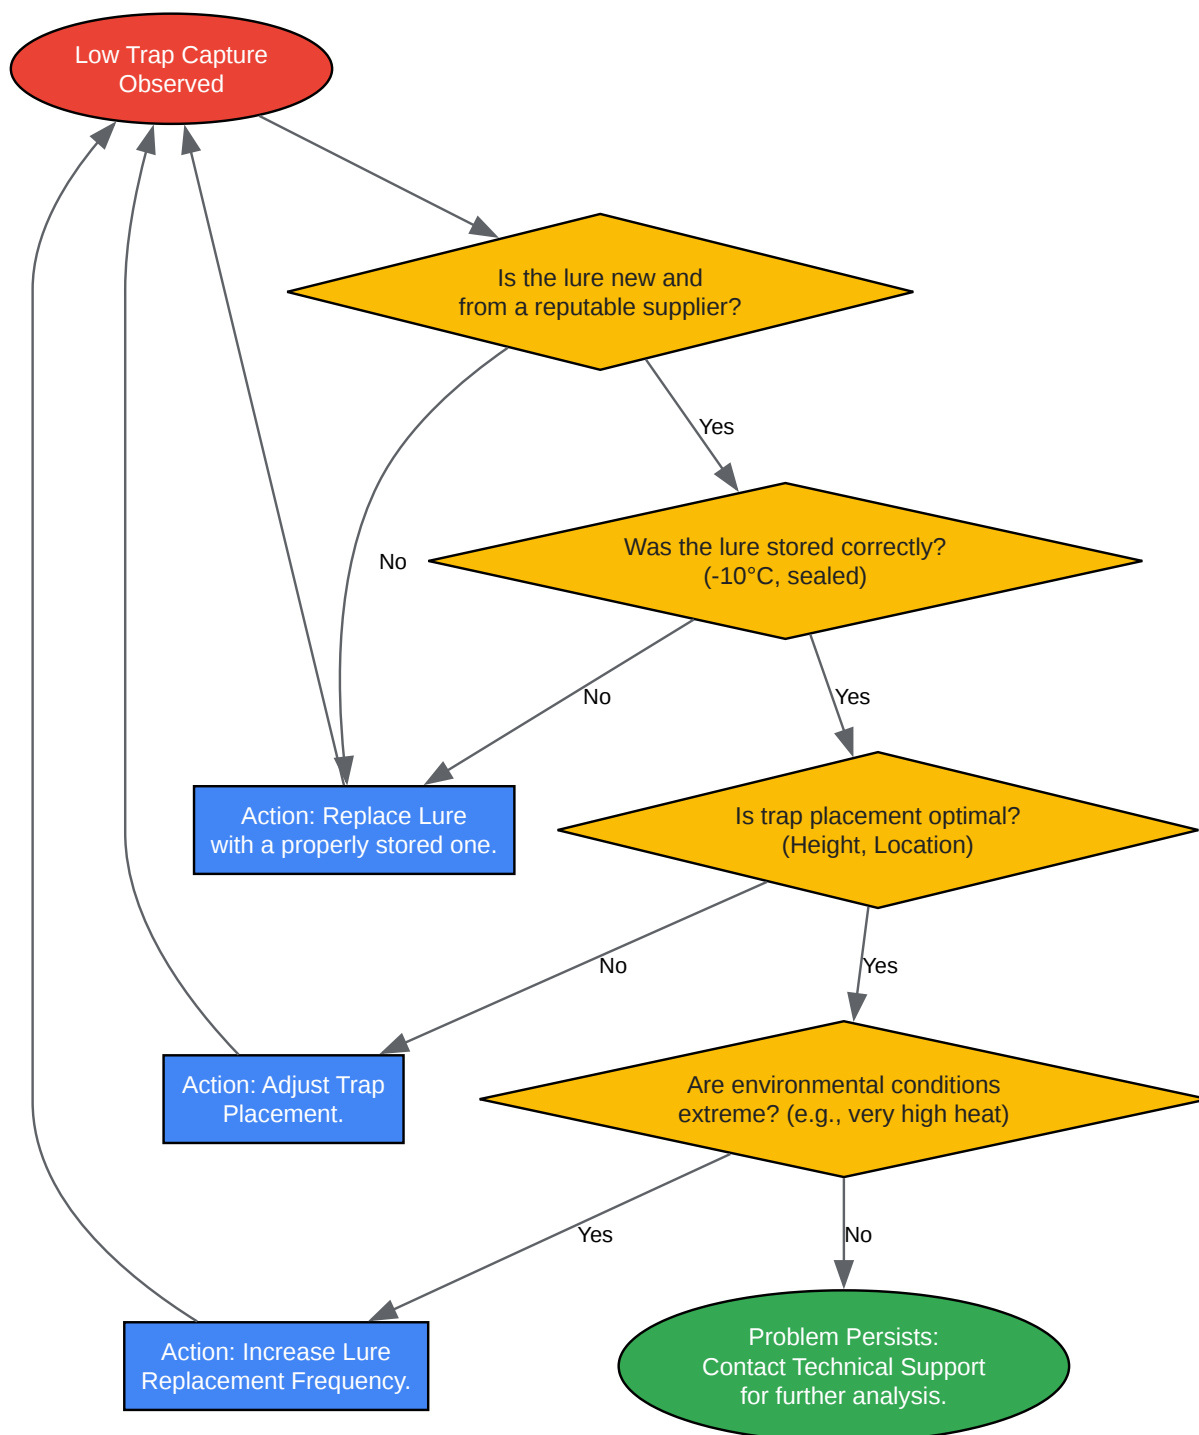 Low Trap Capture
Observed
Is the lure new and
from a reputable supplier?
Yes
Was the lure stored correctly?
(-10°C, sealed)
No
No
Yes
Action: Replace Lure
with a properly stored one.
Is trap placement optimal?
(Height, Location)
No
Yes
Action: Adjust Trap
Placement.
Are environmental conditions
extreme? (e.g., very high heat)
Yes
No
Action: Increase Lure
Replacement Frequency.
Problem Persists:
Contact Technical Support
for further analysis.